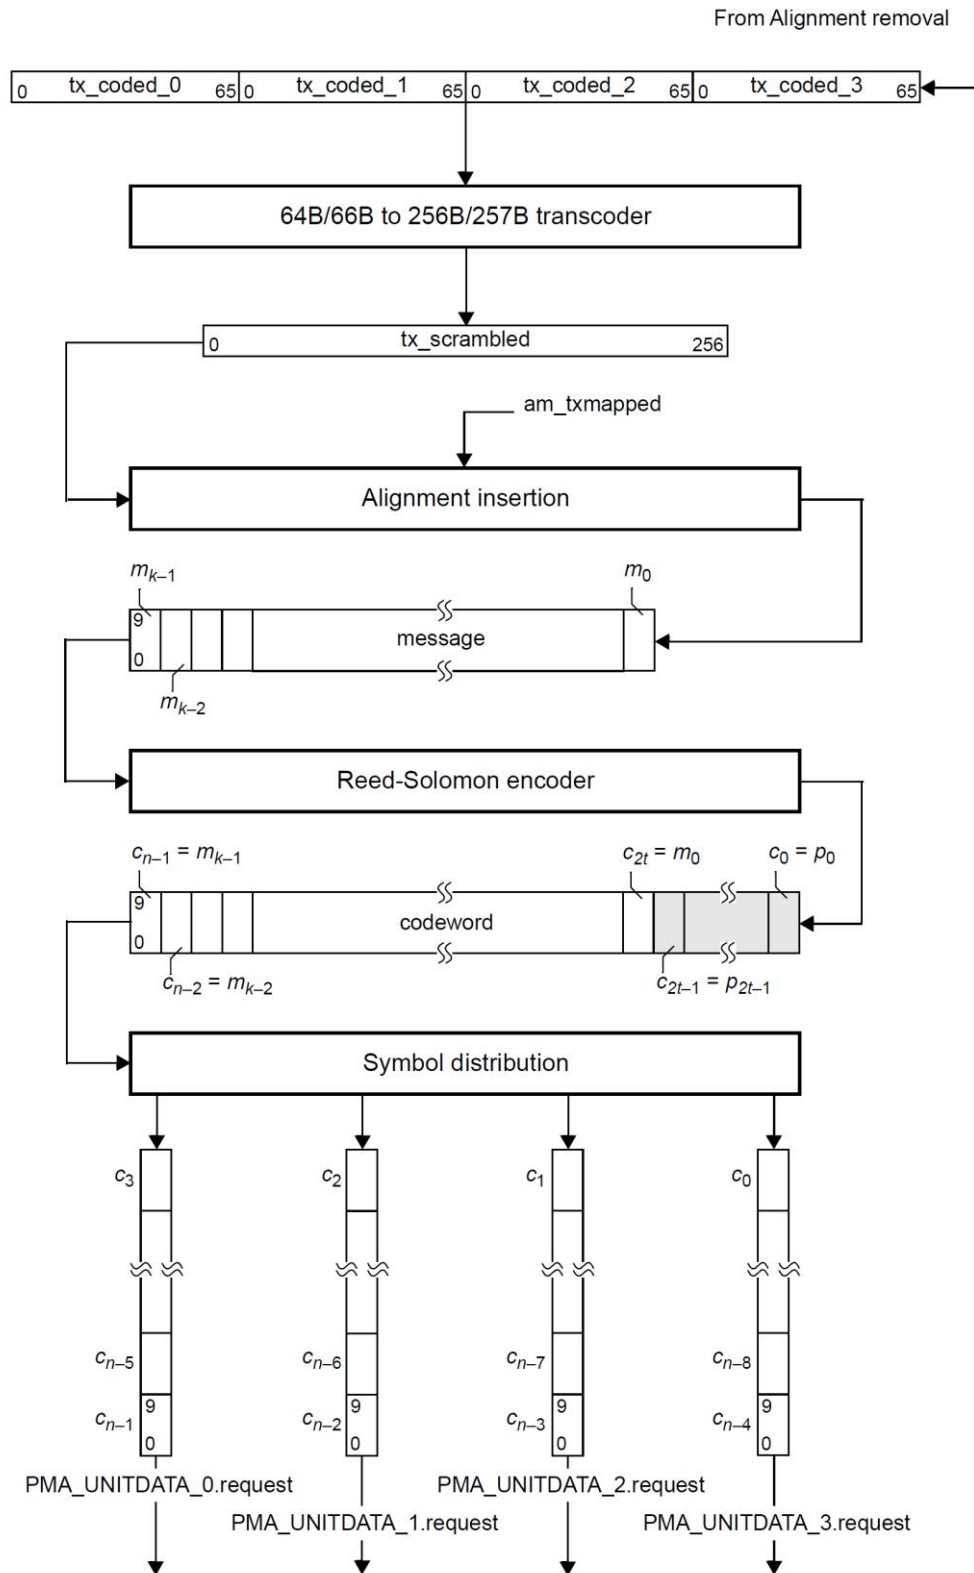 From Alignment removal
0 tx_coded_0 65 0 tx_coded_1 65 0 tx_coded_2 65 0 tx_coded_3 65
64B/66B to 256B/257B transcoder
0 tx_scrambled 256
am_txmapped
Alignment insertion
m_{k–1} m_0
9
message
0
m_{k–2}
Reed-Solomon encoder
c_{n–1} = m_{k–1} c_{2t} = m_0 c_0 = p_0
9
codeword
0
c_{n–2} = m_{k–2} c_{2t–1} = p_{2t–1}
Symbol distribution
c_3 c_2 c_1 c_0
c_{n–5} c_{n–6} c_{n–7} c_{n–8}
9 9 9 9
c_{n–1} c_{n–2} c_{n–3} c_{n–4}
0 0 0 0
PMA_UNITDATA_0.request PMA_UNITDATA_2.request
PMA_UNITDATA_1.request PMA_UNITDATA_3.request